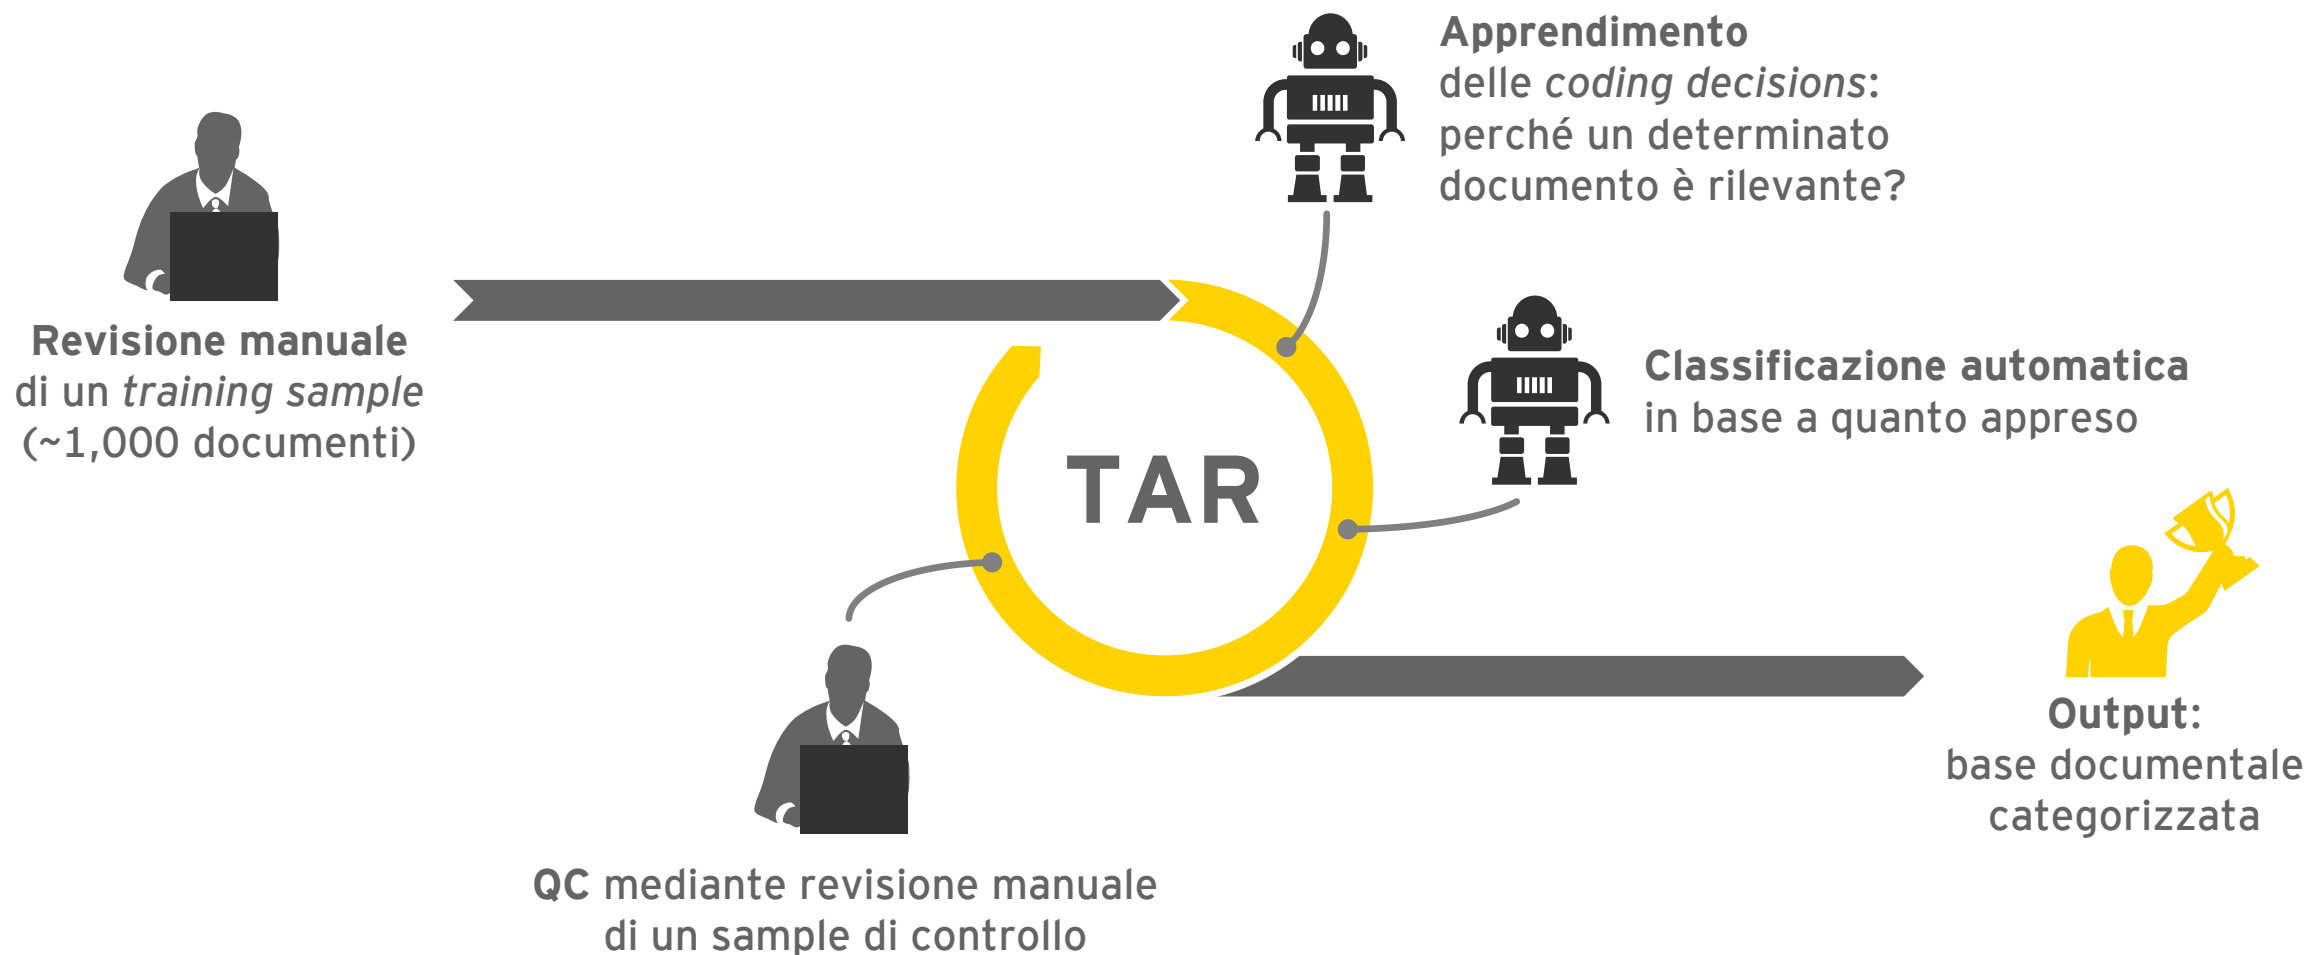 Revisione manuale
di un training sample
(~1,000 documenti)
Apprendimento
delle coding decisions:
perché un determinato
documento è rilevante?
Classificazione automatica
in base a quanto appreso
TAR
QC mediante revisione manuale
di un sample di controllo
Output:
base documentale
categorizzata